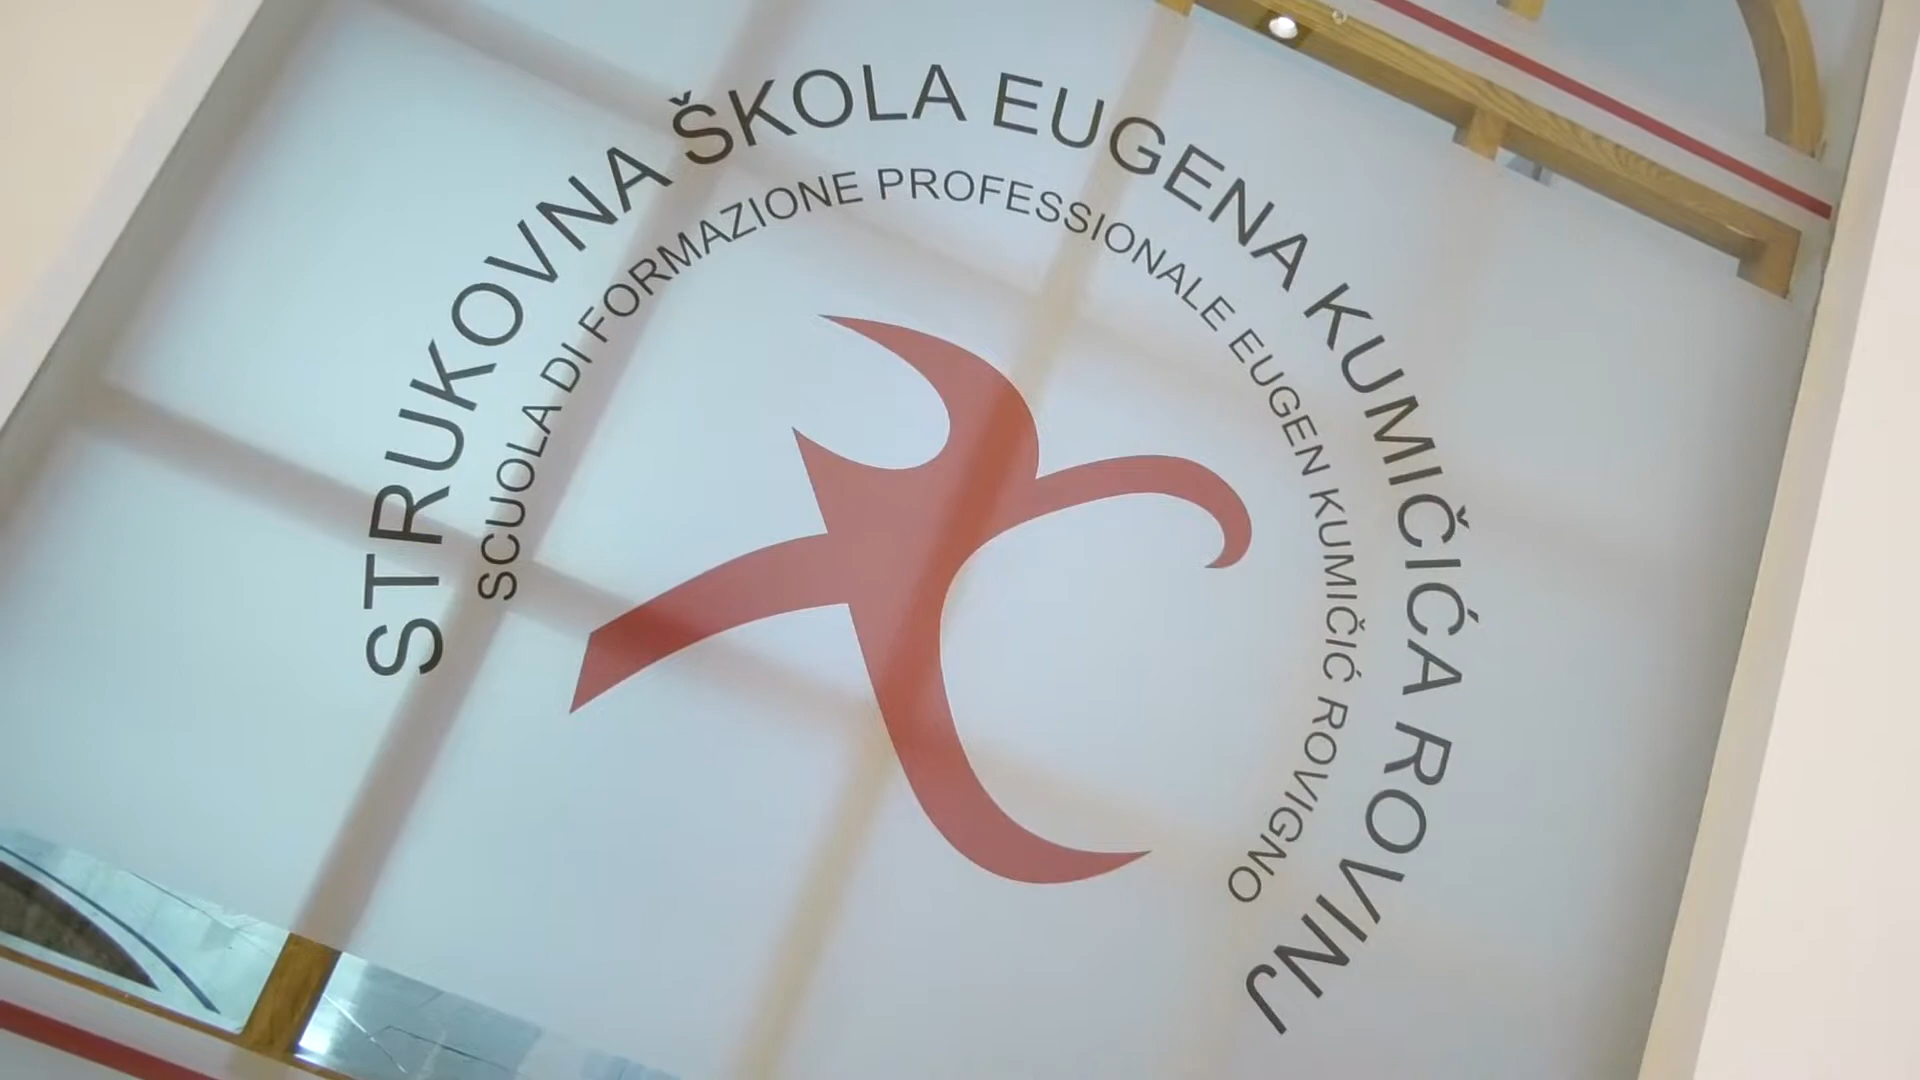 STRUKOVNA ŠKOLA EUGENA KUMIČIĆA ROVINJ
SCUOLA DI FORMAZIONE PROFESSIONALE EUGEN KUMIČIĆ ROVIGNO